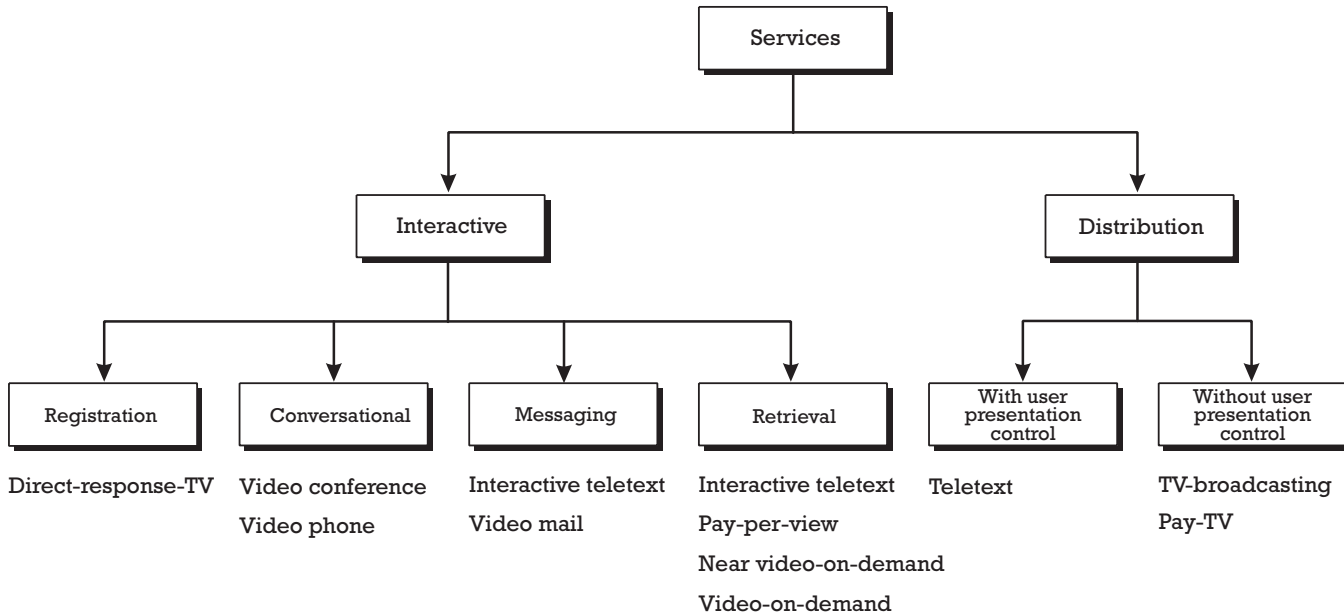 Services
Interactive
Distribution
Registration
Conversational
Messaging
Retrieval
With user
presentation
control
Without user
presentation
control
Direct-response-TV
Video conference
Video phone
Interactive teletext
Video mail
Interactive teletext
Pay-per-view
Near video-on-demand
Video-on-demand
Teletext
TV-broadcasting
Pay-TV